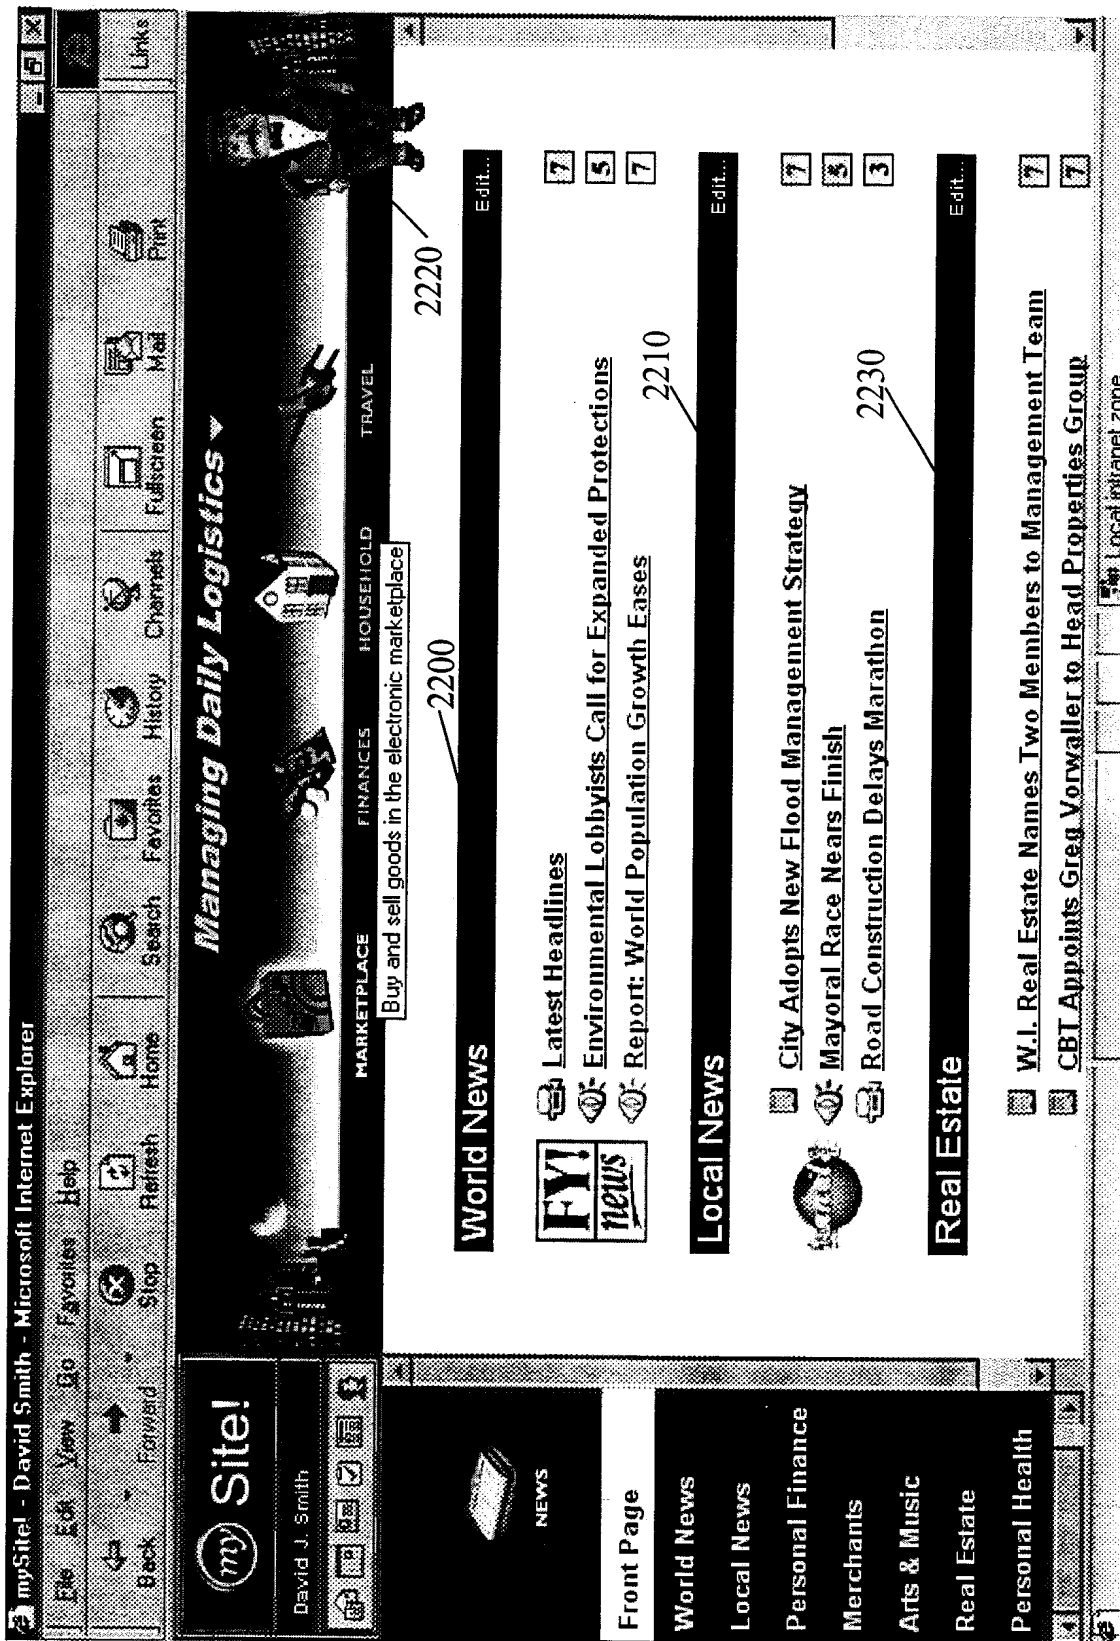 mySite! - David Smith - Microsoft Internet Explorer
File Edit View Go Favorites Help
Back Forward Stop Refresh Home Search Favorites History Channels Fullscreen Mail Print
Links
my Site!
David J. Smith
Managing Daily Logistics
MARKETPLACE FINANCES HOUSEHOLD TRAVEL
Buy and sell goods in the electronic marketplace
2220
2200
NEWS
Front Page
World News
Local News
Personal Finance
Merchants
Arts & Music
Real Estate
Personal Health
World News Edit...
FY! news
Latest Headlines 7
Environmental Lobbyists Call for Expanded Protections 5
Report: World Population Growth Eases 7
2210
Local News Edit...
City Adopts New Flood Management Strategy 7
Mayoral Race Nears Finish 5
Road Construction Delays Marathon 3
2230
Real Estate Edit...
W.I. Real Estate Names Two Members to Management Team 7
CBT Appoints Greg Vorwaller to Head Properties Group 7
Local intranet zone